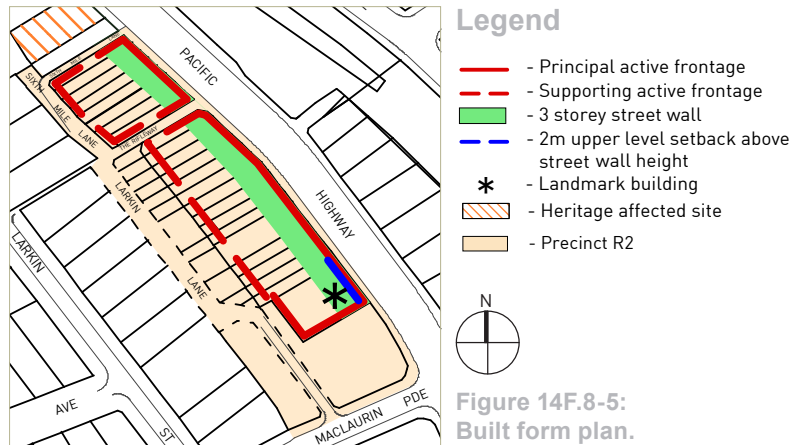 PACIFIC
HIGHWAY
SIXTH
MILE
LANE
THE RIFLEWAY
LARKIN
LANE
LARKIN
ST
AVE
MACLAURIN PDE
Legend
- Principal active frontage
- Supporting active frontage
- 3 storey street wall
- 2m upper level setback above
street wall height
- Landmark building
- Heritage affected site
- Precinct R2
N
Figure 14F.8-5:
Built form plan.